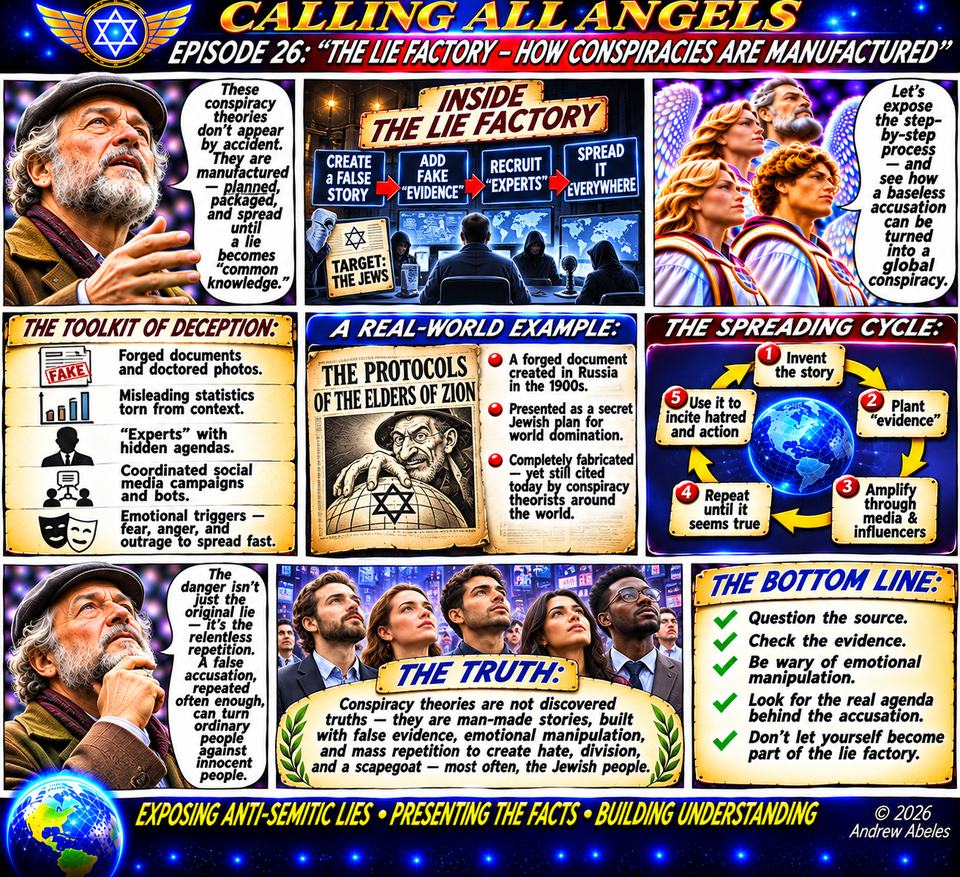 CALLING ALL ANGELS
EPISODE 26: “THE LIE FACTORY – HOW CONSPIRACIES ARE MANUFACTURED”
These
conspiracy
theories
don’t appear
by accident.
They are
manufactured
— planned,
packaged,
and spread
until
a lie
becomes
“common
knowledge.”
INSIDE
THE LIE FACTORY
CREATE
a FALSE
STORY
ADD
FAKE
“EVIDENCE”
RECRUIT
“EXPERTS”
SPREAD
IT
EVERYWHERE
TARGET:
THE JEWS
Let’s
expose
the step–
by–step
process
— and
see how
a baseless
accusation
can be
turned
into a
global
conspiracy.
THE TOOLKIT OF DECEPTION:
FAKE
Forged documents
and doctored photos.
Misleading statistics
torn from context.
“Experts” with
hidden agendas.
Coordinated social
media campaigns
and bots.
Emotional triggers —
fear, anger, and
outrage to spread fast.
A REAL-WORLD EXAMPLE:
THE PROTOCOLS
OF THE ELDERS OF ZION
A forged document
created in Russia
in the 1900s.
Presented as a secret
Jewish plan for
world domination.
Completely fabricated
— yet still cited
today by conspiracy
theorists around
the world.
THE SPREADING CYCLE:
1 Invent
the story
2 Plant
“evidence”
3 Amplify
through
media &
influencers
4 Repeat
until it
seems true
5 Use it to
incite hatred
and action
The
danger isn’t
just the
original lie
— it’s the
relentless
repetition.
A false
accusation,
repeated
often enough,
can turn
ordinary
people
against
innocent
people.
THE TRUTH:
Conspiracy theories are not discovered
truths — they are man-made stories, built
with false evidence, emotional manipulation,
and mass repetition to create hate, division,
and a scapegoat — most often, the Jewish people.
THE BOTTOM LINE:
Question the source.
Check the evidence.
Be wary of emotional
manipulation.
Look for the real agenda
behind the accusation.
Don’t let yourself become
part of the lie factory.
EXPOSING ANTI-SEMITIC LIES • PRESENTING THE FACTS • BUILDING UNDERSTANDING
© 2026
Andrew Abeles